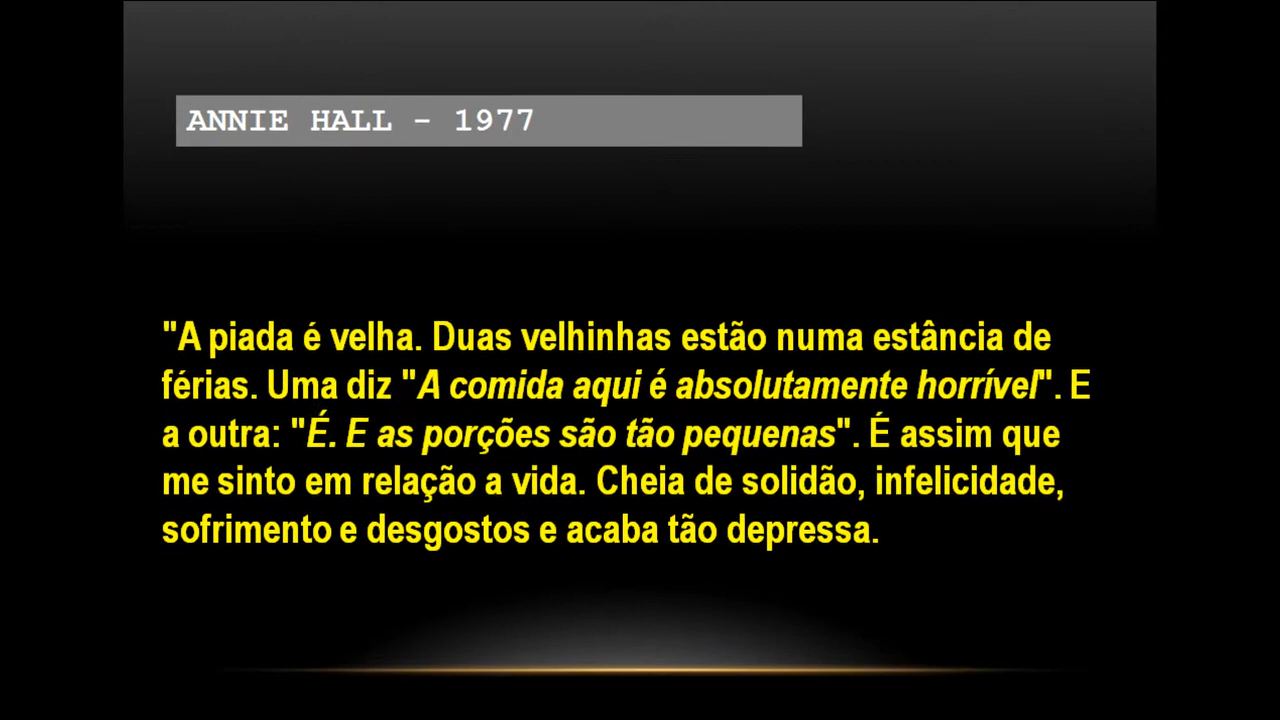 ANNIE HALL - 1977
"A piada é velha. Duas velhinhas estão numa estância de
férias. Uma diz "A comida aqui é absolutamente horrível". E
a outra: "É. E as porções são tão pequenas". É assim que
me sinto em relação a vida. Cheia de solidão, infelicidade,
sofrimento e desgostos e acaba tão depressa.